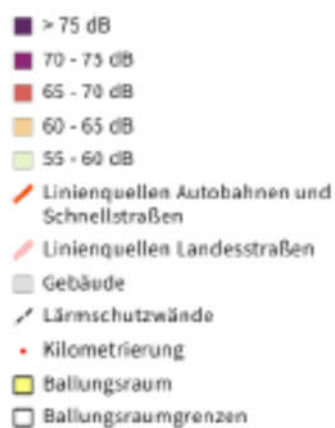 > 75 dB
70 - 75 dB
65 - 70 dB
60 - 65 dB
55 - 60 dB
Linienquellen Autobahnen und
Schnellstraßen
Linienquellen Landesstraßen
Gebäude
Lärmschutzwände
Kilometrierung
Ballungsraum
Ballungsraumgrenzen